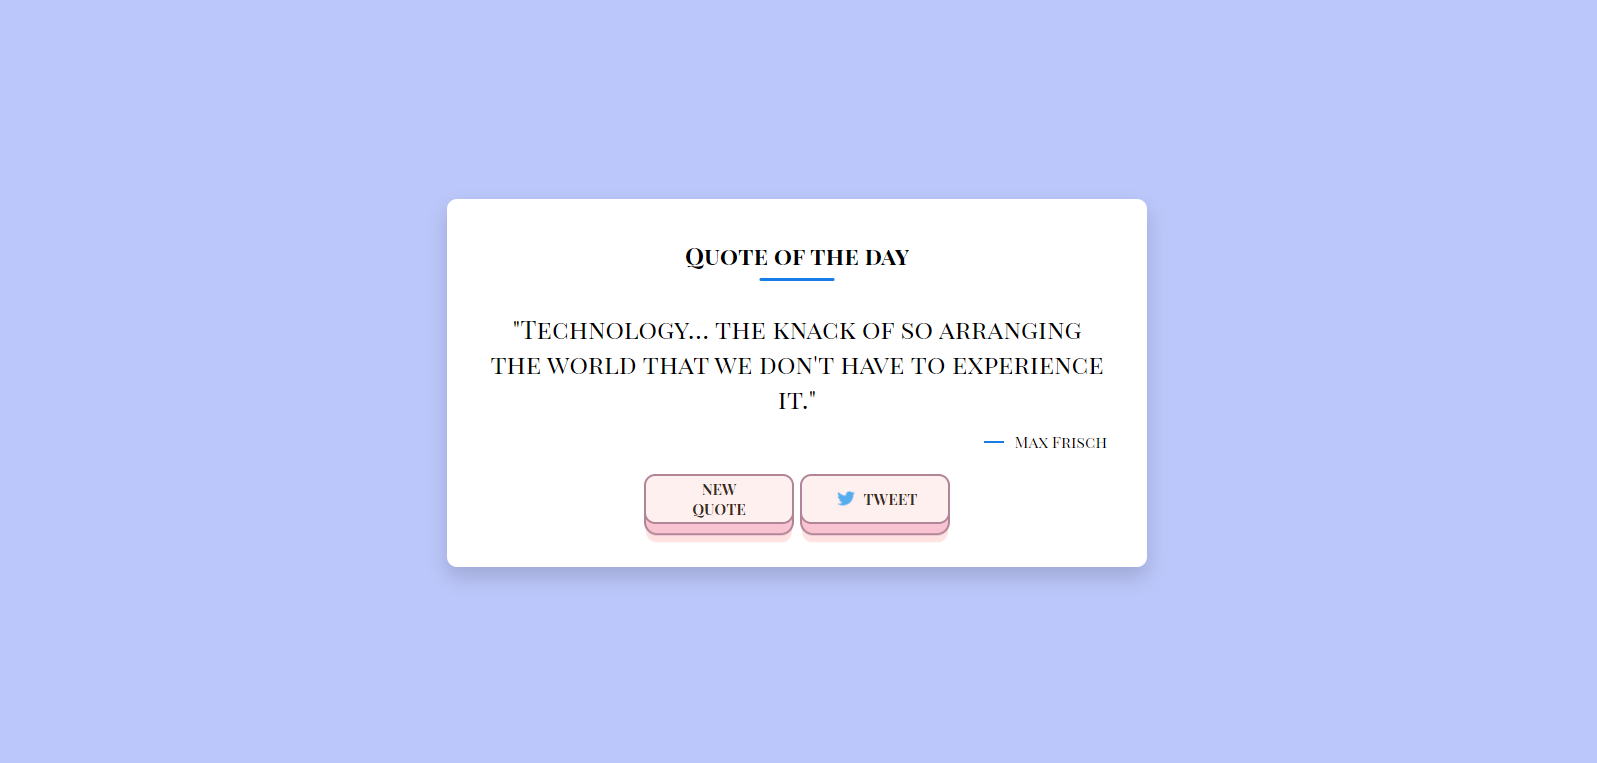 Quote of the day
"Technology... the knack of so arranging
the world that we don't have to experience
it."
Max Frisch
NEW
QUOTE
TWEET